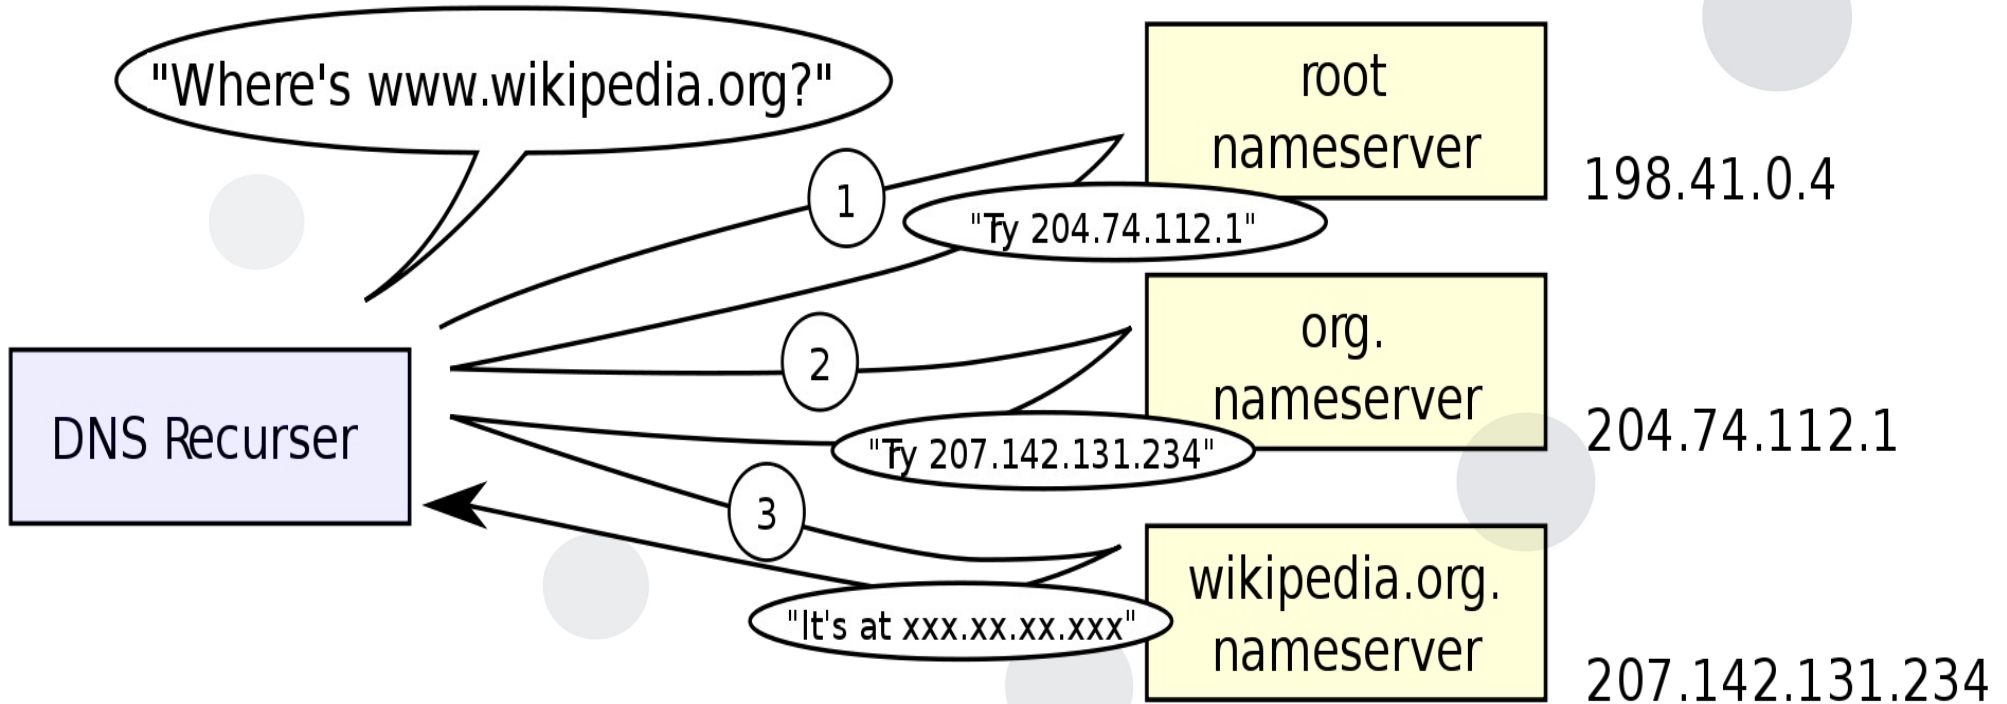 "Where's www.wikipedia.org?"
root
nameserver
198.41.0.4
1
"Try 204.74.112.1"
org.
nameserver
204.74.112.1
2
"Try 207.142.131.234"
DNS Recurser
3
"It's at xxx.xx.xx.xxx"
wikipedia.org.
nameserver
207.142.131.234